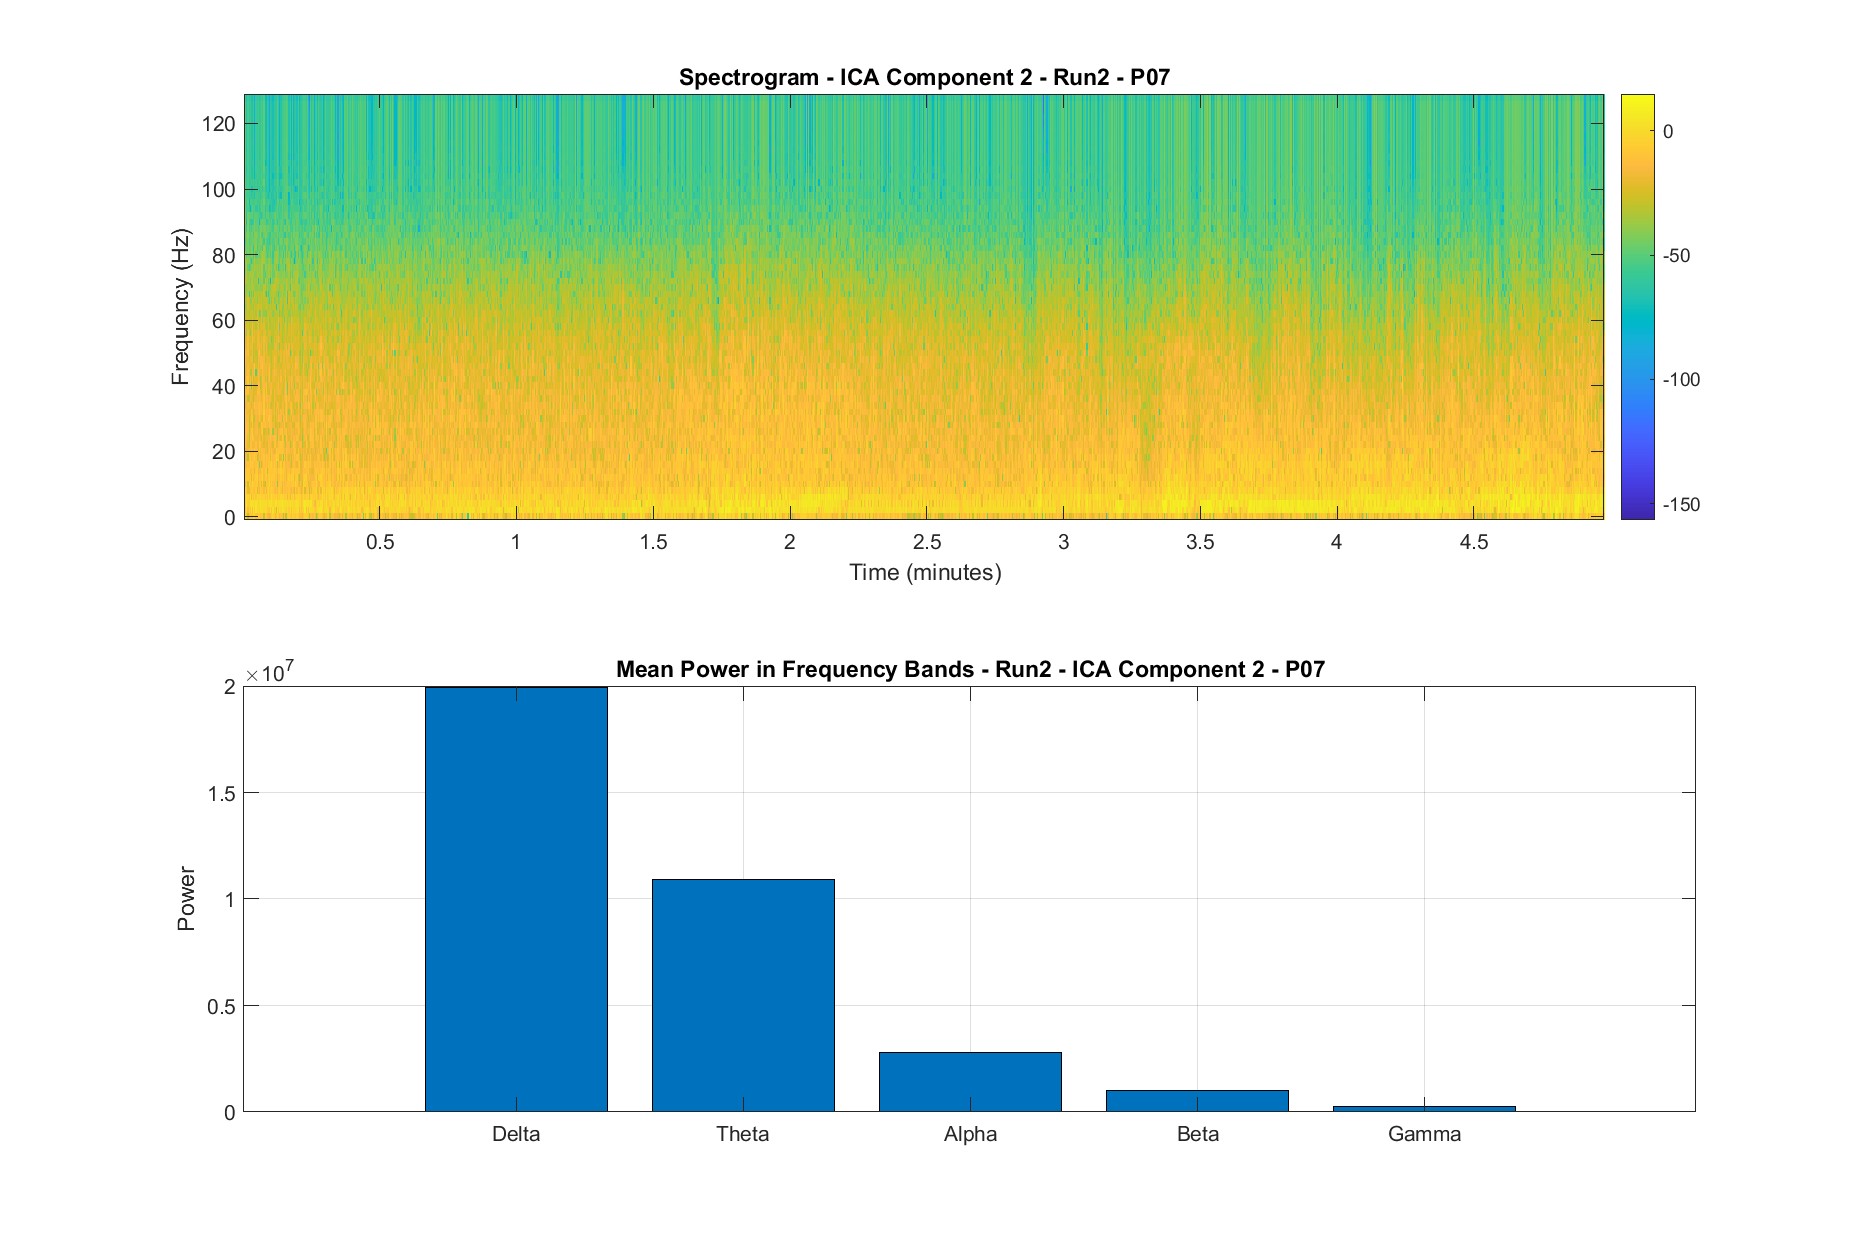 Spectrogram - ICA Component 2 - Run2 - P07
120
100
80
60
40
20
0
Frequency (Hz)
0.5 1 1.5 2 2.5 3 3.5 4 4.5
Time (minutes)
0
-50
-100
-150
Mean Power in Frequency Bands - Run2 - ICA Component 2 - P07
×10⁷
2
1.5
1
0.5
0
Power
Delta Theta Alpha Beta Gamma